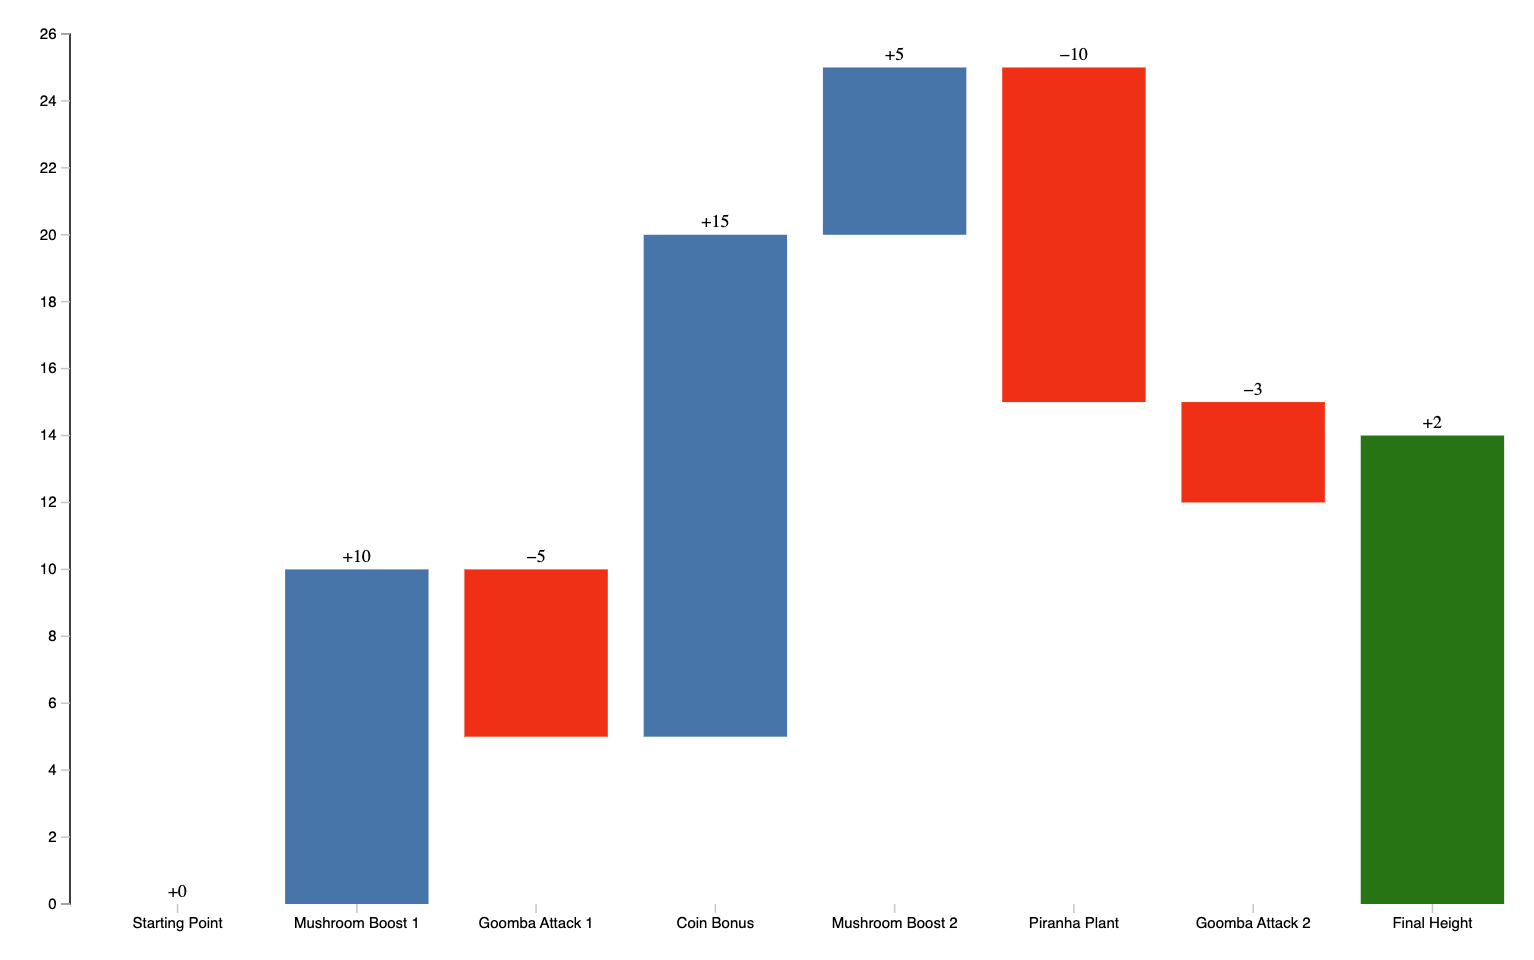 26
24
22
20
18
16
14
12
10
8
6
4
2
0
+0
+10
−5
+15
+5
−10
−3
+2
Starting Point
Mushroom Boost 1
Goomba Attack 1
Coin Bonus
Mushroom Boost 2
Piranha Plant
Goomba Attack 2
Final Height